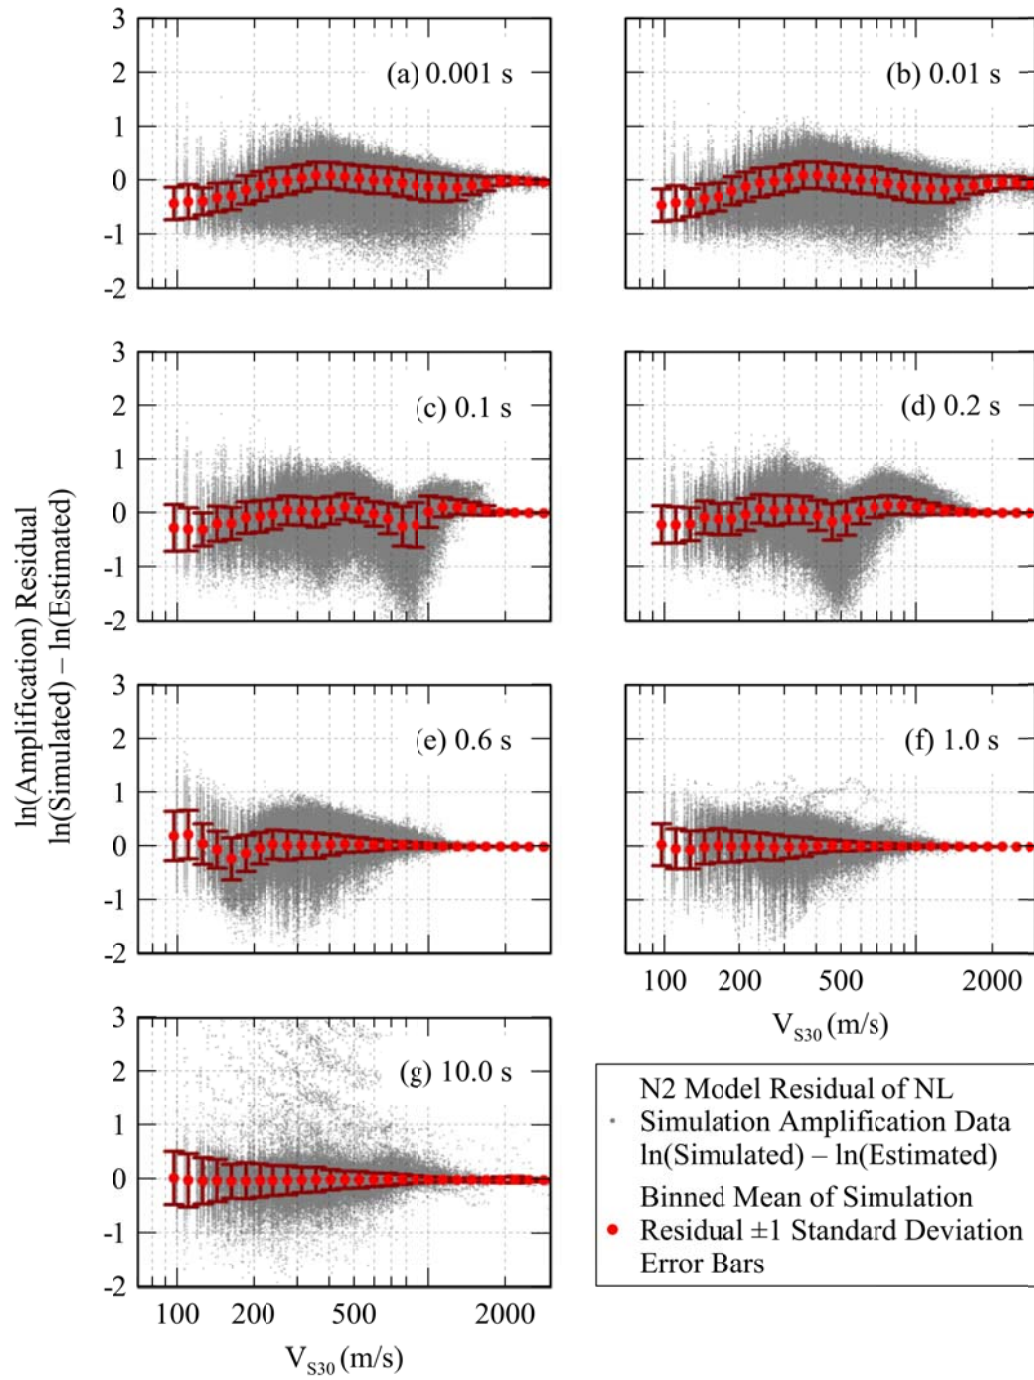 3
2
1
0
-1
-2
(a) 0.001 s
(b) 0.01 s
3
2
1
0
-1
-2
(c) 0.1 s
(d) 0.2 s
ln(Amplification) Residual
ln(Simulated) – ln(Estimated)
3
2
1
0
-1
-2
(e) 0.6 s
(f) 1.0 s
100 500 2000
V_S30 (m/s)
3
2
1
0
-1
-2
(g) 10.0 s
100 200 500 2000
V_S30 (m/s)
N2 Model Residual of NL
Simulation Amplification Data
ln(Simulated) – ln(Estimated)
Binned Mean of Simulation
Residual ±1 Standard Deviation
Error Bars